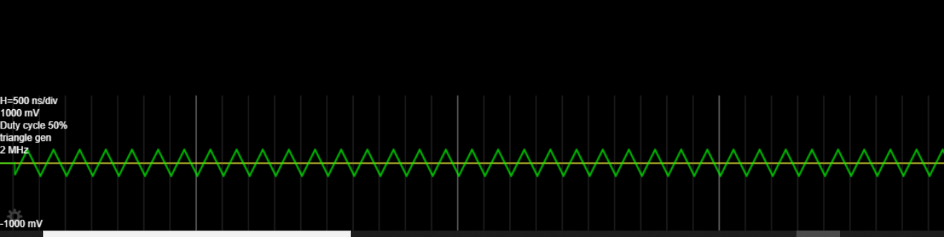 H=500 ns/div
1000 mV
Duty cycle 50%
triangle gen
2 MHz
-1000 mV